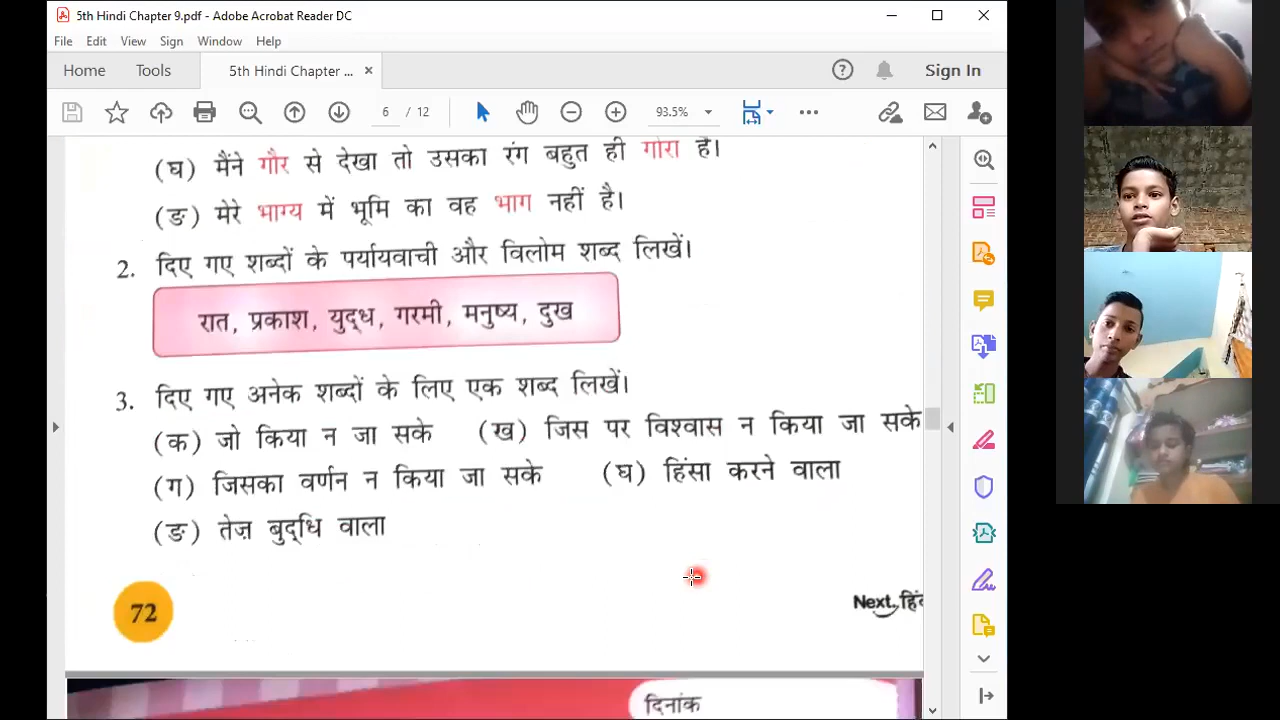 5th Hindi Chapter 9.pdf - Adobe Acrobat Reader DC
File Edit View Sign Window Help
Home Tools 5th Hindi Chapter ... × Sign In
6 / 12 93.5%
(घ) मैंने गौर से देखा तो उसका रंग बहुत ही गोरा है।
(ङ) मेरे भाग्य में भूमि का वह भाग नहीं है।
2. दिए गए शब्दों के पर्यायवाची और विलोम शब्द लिखें।
रात, प्रकाश, युद्ध, गरमी, मनुष्य, दुख
3. दिए गए अनेक शब्दों के लिए एक शब्द लिखें।
(क) जो किया न जा सके (ख) जिस पर विश्वास न किया जा सके
(ग) जिसका वर्णन न किया जा सके (घ) हिंसा करने वाला
(ङ) तेज़ बुद्धि वाला
72
Next
दिनांक